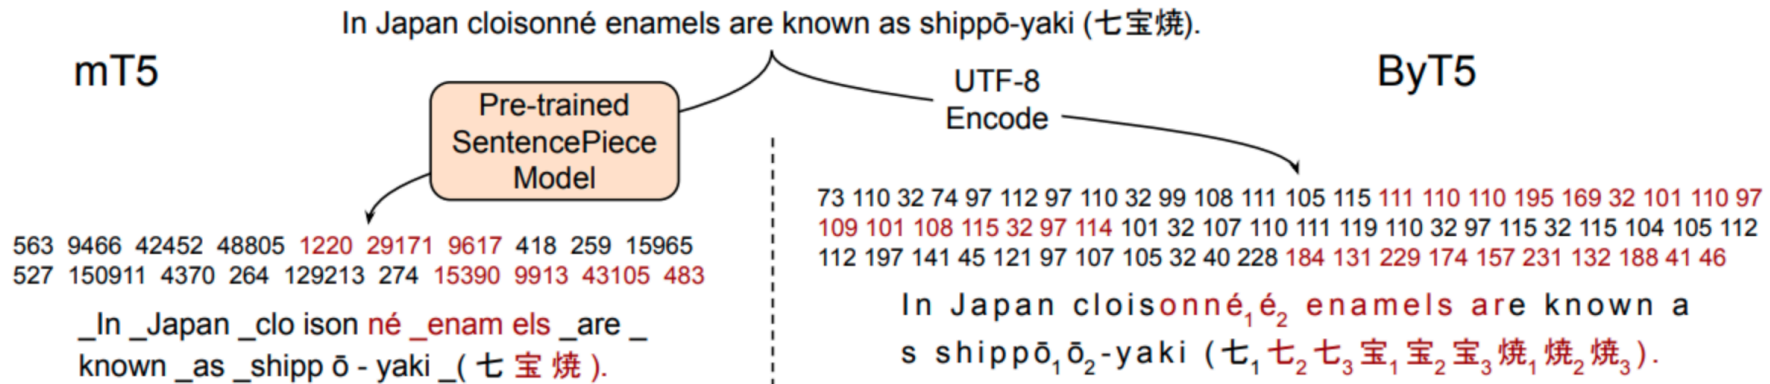 In Japan cloisonné enamels are known as shippō-yaki (七宝焼).
mT5
Pre-trained
SentencePiece
Model
UTF-8
Encode
ByT5
563 9466 42452 48805 1220 29171 9617 418 259 15965
527 150911 4370 264 129213 274 15390 9913 43105 483
_In _Japan _clo ison né _enam els _are _
known _as _shipp ō - yaki _( 七 宝 焼 ).
73 110 32 74 97 112 97 110 32 99 108 111 105 115 111 110 110 195 169 32 101 110 97
109 101 108 115 32 97 114 101 32 107 110 111 119 110 32 97 115 32 115 104 105 112
112 197 141 45 121 97 107 105 32 40 228 184 131 229 174 157 231 132 188 41 46
In Japan cloisonné₁é₂ enamels are known a
s shippō₁ō₂-yaki (七₁七₂七₃宝₁宝₂宝₃焼₁焼₂焼₃).